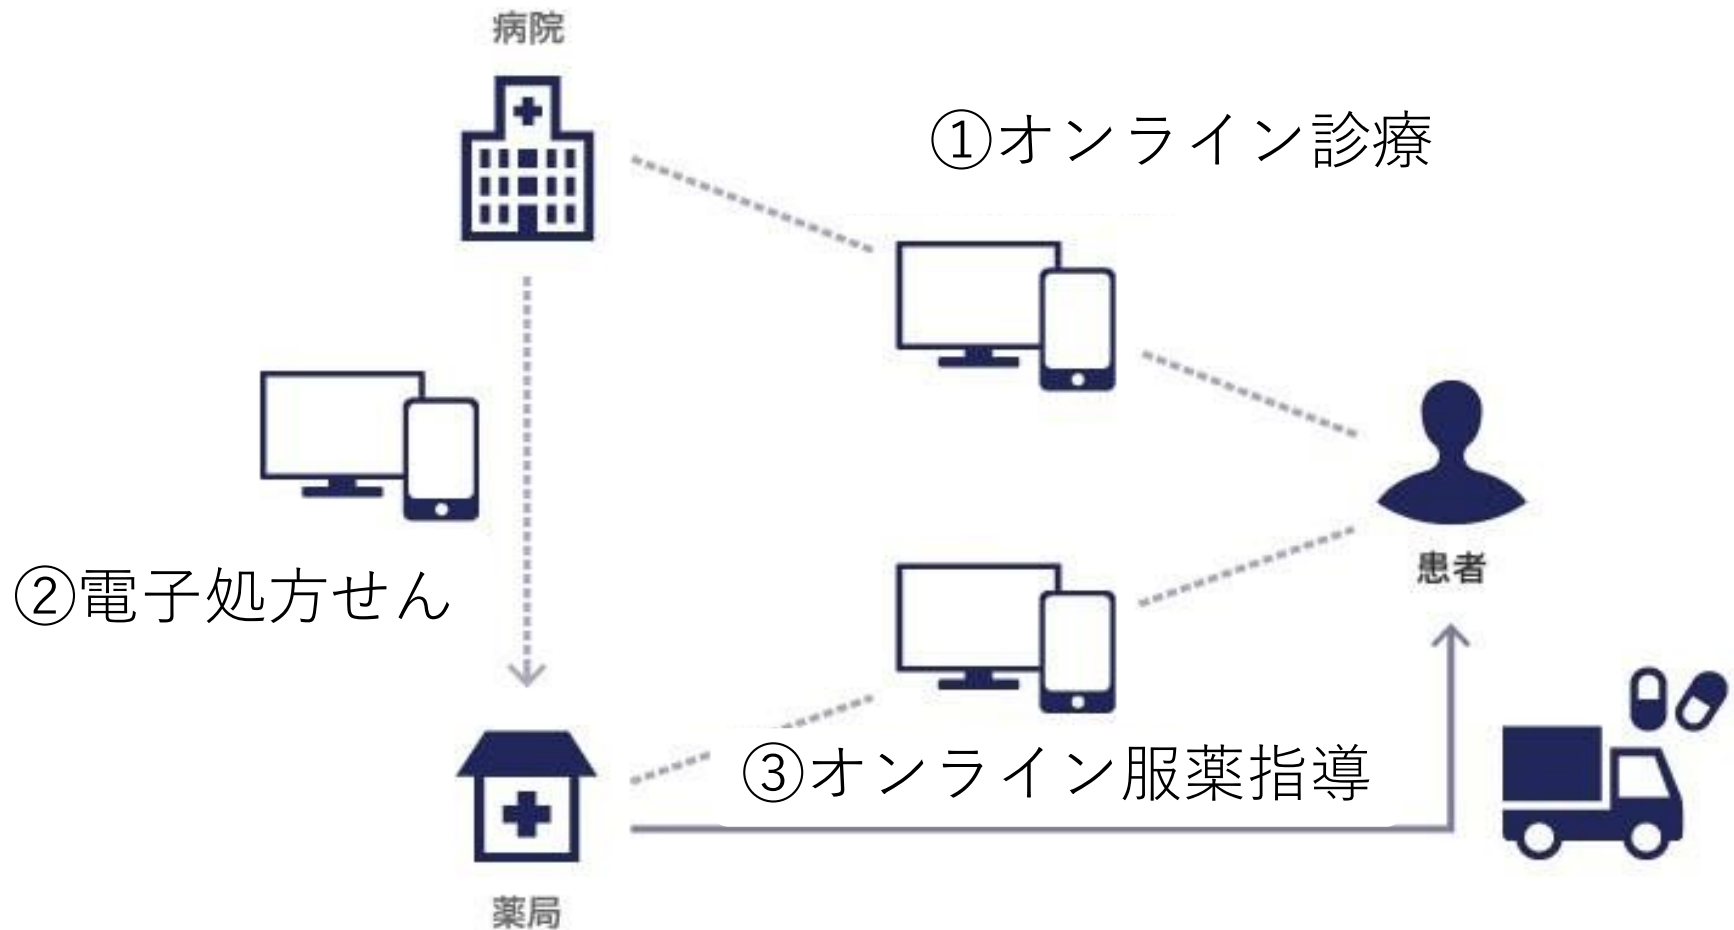 病院
①オンライン診療
患者
②電子処方せん
③オンライン服薬指導
薬局